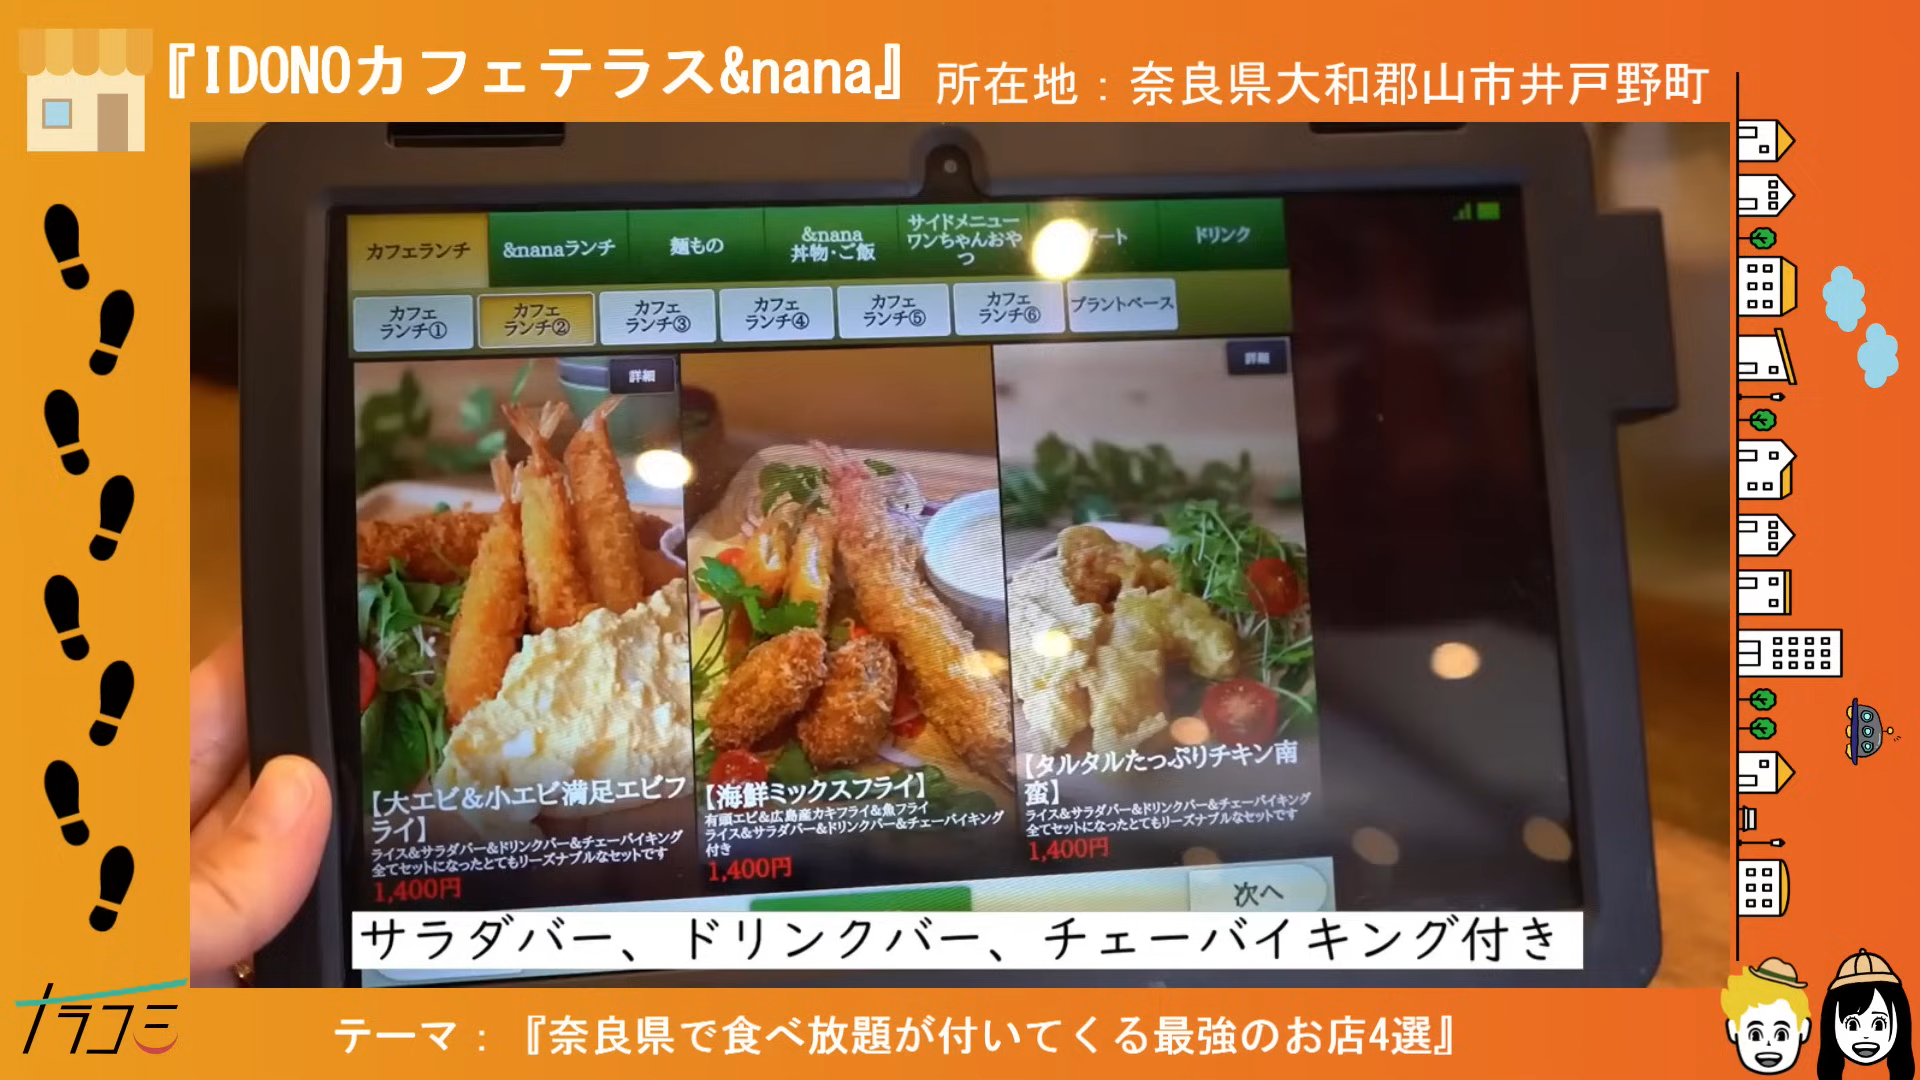 『IDONOカフェテラス&nana』
所在地：奈良県大和郡山市井戸野町
カフェランチ
&nanaランチ
麺もの
&nana
丼物・ご飯
サイドメニュー
ワンちゃんおや
つ
ート
ドリンク
カフェ
ランチ①
カフェ
ランチ②
カフェ
ランチ③
カフェ
ランチ④
カフェ
ランチ⑤
カフェ
ランチ⑥
プラントベース
詳細
詳細
【大エビ&小エビ満足エビフ
ライ】
ライス&サラダバー&ドリンクバー&チェーバイキング
全てセットになったとてもリーズナブルなセットです
1,400円
【海鮮ミックスフライ】
有頭エビ&広島産カキフライ&魚フライ
ライス&サラダバー&ドリンクバー&チェーバイキング
付き
1,400円
【タルタルたっぷりチキン南
蛮】
ライス&サラダバー&ドリンクバー&チェーバイキング
全てセットになったとてもリーズナブルなセットです
1,400円
次へ
サラダバー、ドリンクバー、チェーバイキング付き
ナラコミ
テーマ：『奈良県で食べ放題が付いてくる最強のお店4選』